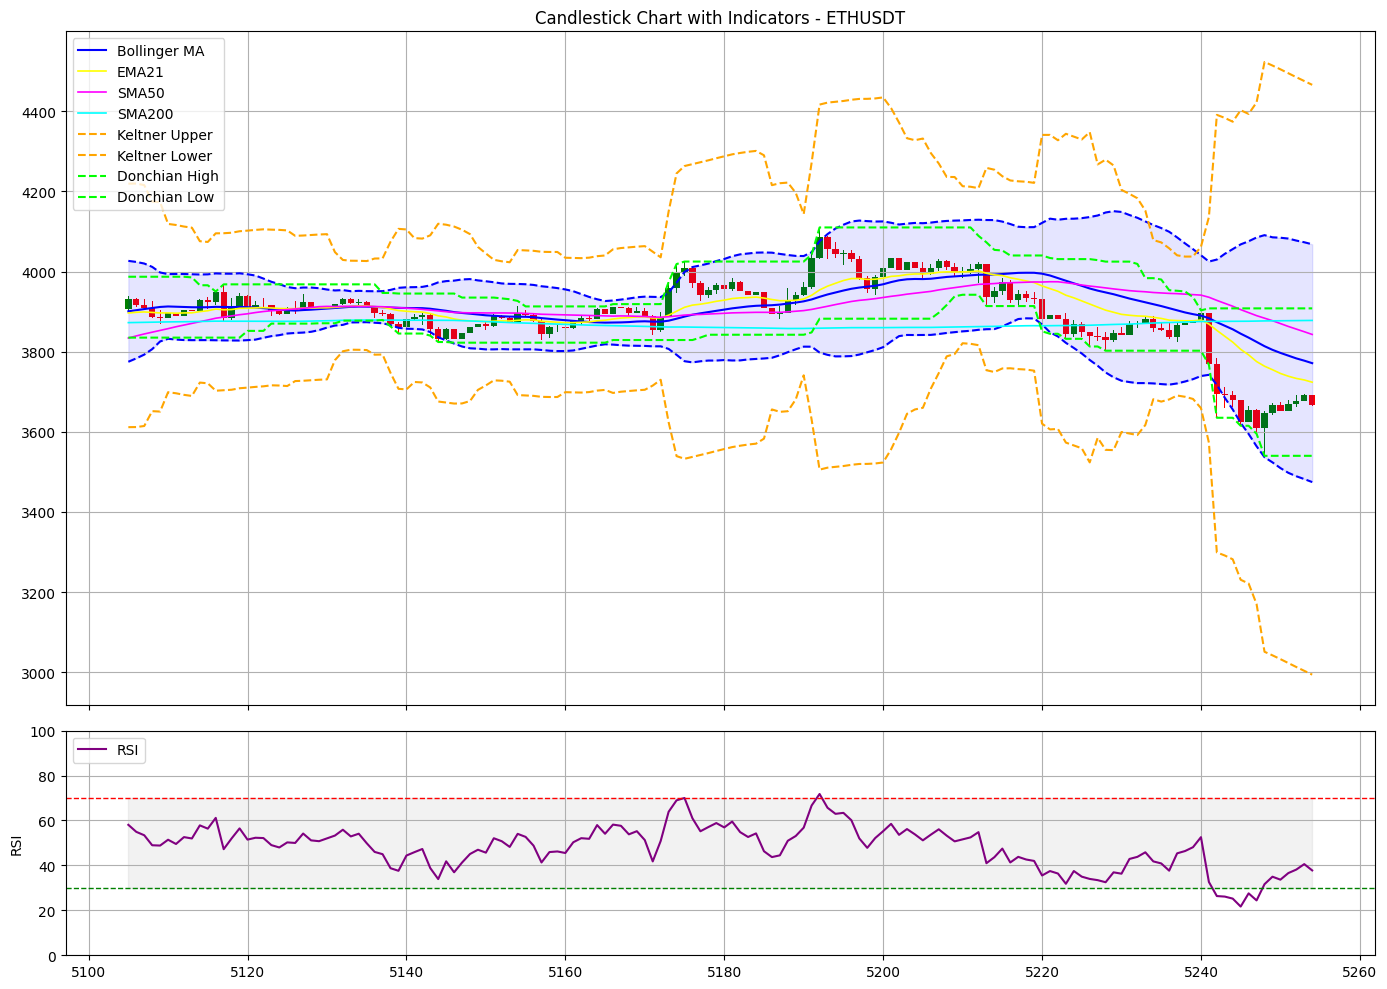 Candlestick Chart with Indicators - ETHUSDT
Bollinger MA
EMA21
SMA50
SMA200
Keltner Upper
Keltner Lower
Donchian High
Donchian Low
4400
4200
4000
3800
3600
3400
3200
3000
RSI
100
80
60
40
20
0
RSI
5100 5120 5140 5160 5180 5200 5220 5240 5260